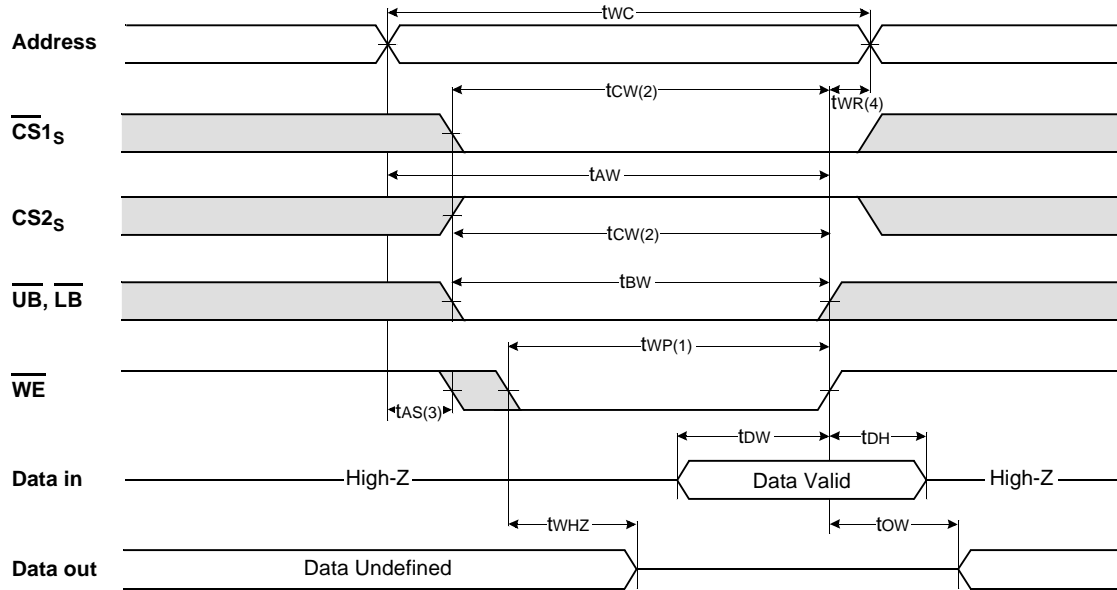 tWC
Address
tCW(2)
tWR(4)
CS1S
tAW
CS2S
tCW(2)
tBW
UB, LB
tWP(1)
WE
tAS(3)
tDW
tDH
Data in
High-Z
Data Valid
High-Z
tWHZ
tOW
Data out
Data Undefined